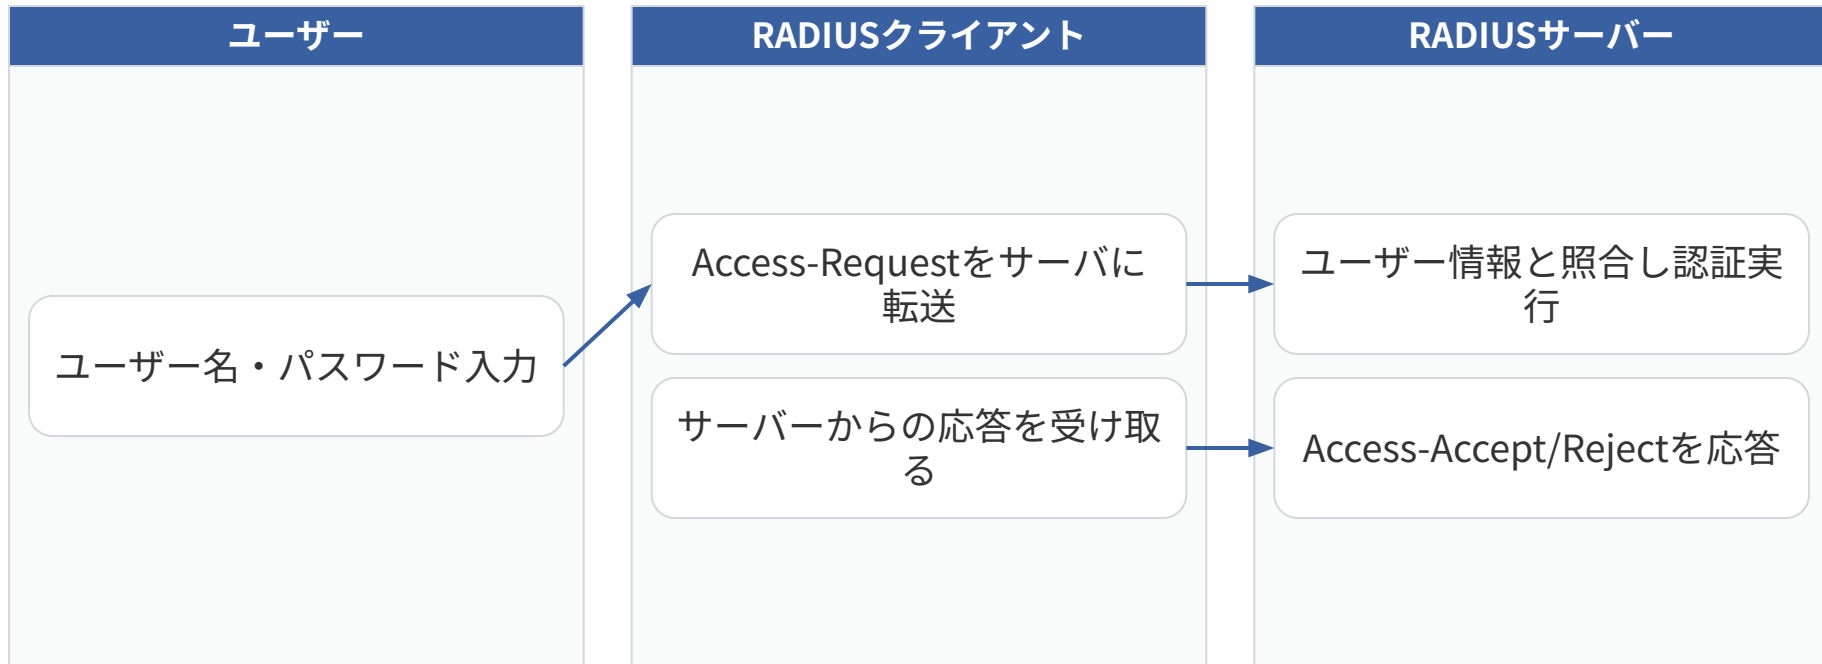 ユーザー
RADIUSクライアント
RADIUSサーバー
ユーザー名・パスワード入力
Access-Requestをサーバに
転送
サーバーからの応答を受け取
る
ユーザー情報と照合し認証実
行
Access-Accept/Rejectを応答